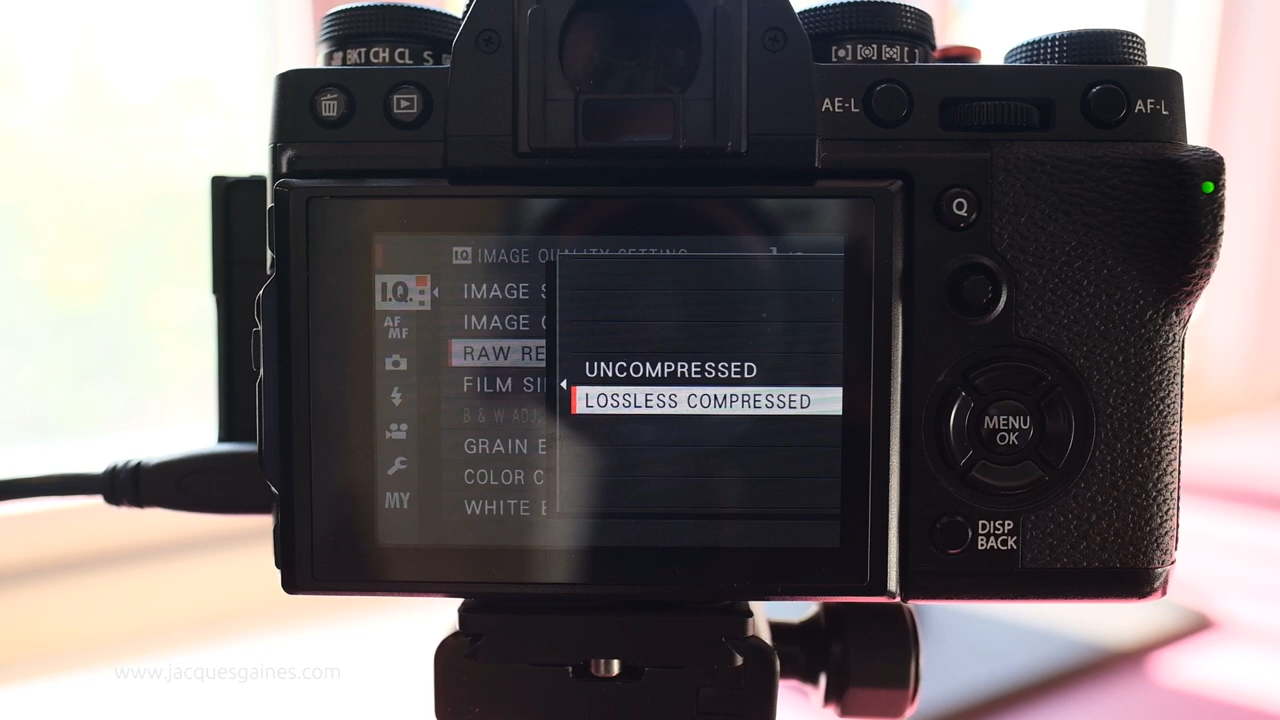 BKT CH CL S
AE-L
AF-L
Q
I.Q. IMAGE QUALITY SETTING
I.Q.
IMAGE S
AF
MF
IMAGE
RAW RE
FILM SI
B & W ADJ.
GRAIN E
COLOR C
WHITE B
MY
UNCOMPRESSED
LOSSLESS COMPRESSED
MENU
OK
DISP
BACK
www.jacquesgaines.com